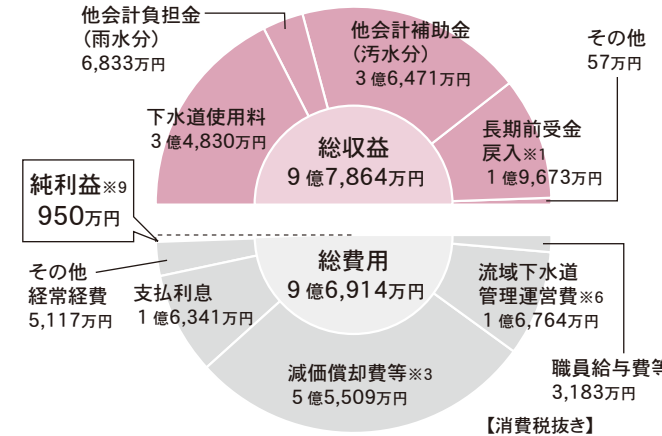 他会計負担金
（雨水分）
6,833万円
他会計補助金
（汚水分）
3億6,471万円
その他
57万円
下水道使用料
3億4,830万円
長期前受金
戻入※1
1億9,673万円
総収益
9億7,864万円
純利益※9
950万円
総費用
9億6,914万円
その他
経常経費
5,117万円
支払利息
1億6,341万円
流域下水道
管理運営費※6
1億6,764万円
減価償却費等※3
5億5,509万円
職員給与費等
3,183万円
【消費税抜き】